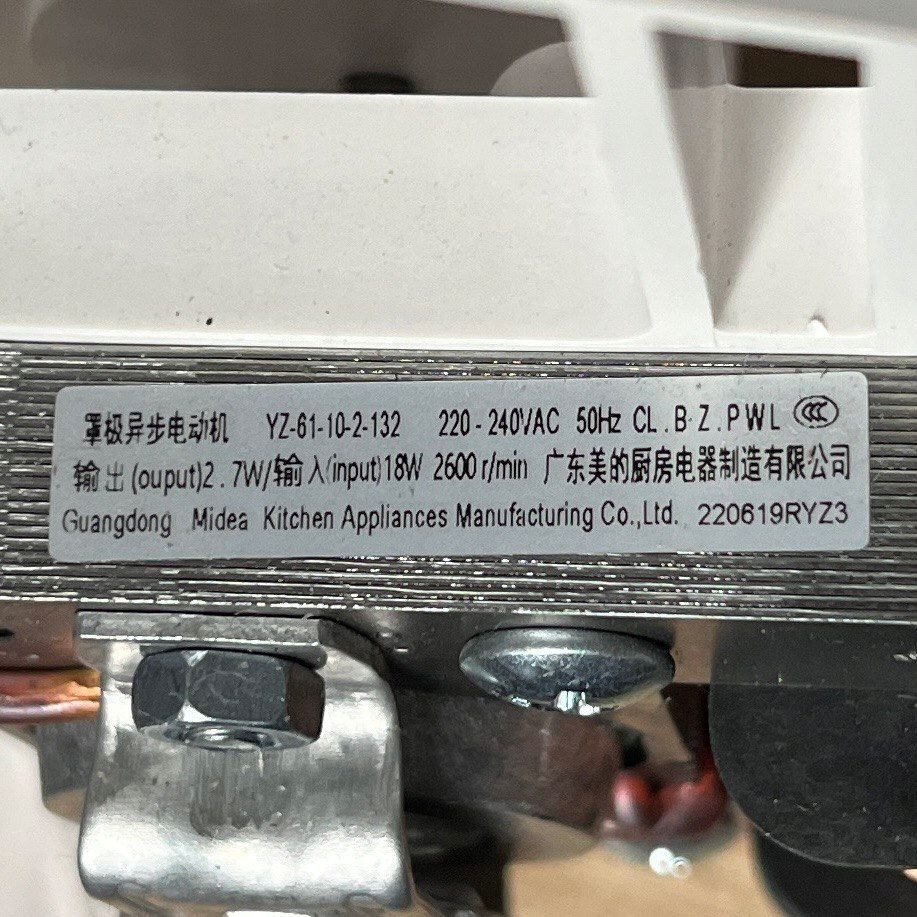 罩极异步电动机 YZ-61-10-2-132 220-240VAC 50Hz CL.B·Z.PWL CCC
输出(ouput)2.7W/输入(input)18W 2600r/min 广东美的厨房电器制造有限公司
Guangdong Midea Kitchen Appliances Manufacturing Co.,Ltd. 220619RYZ3